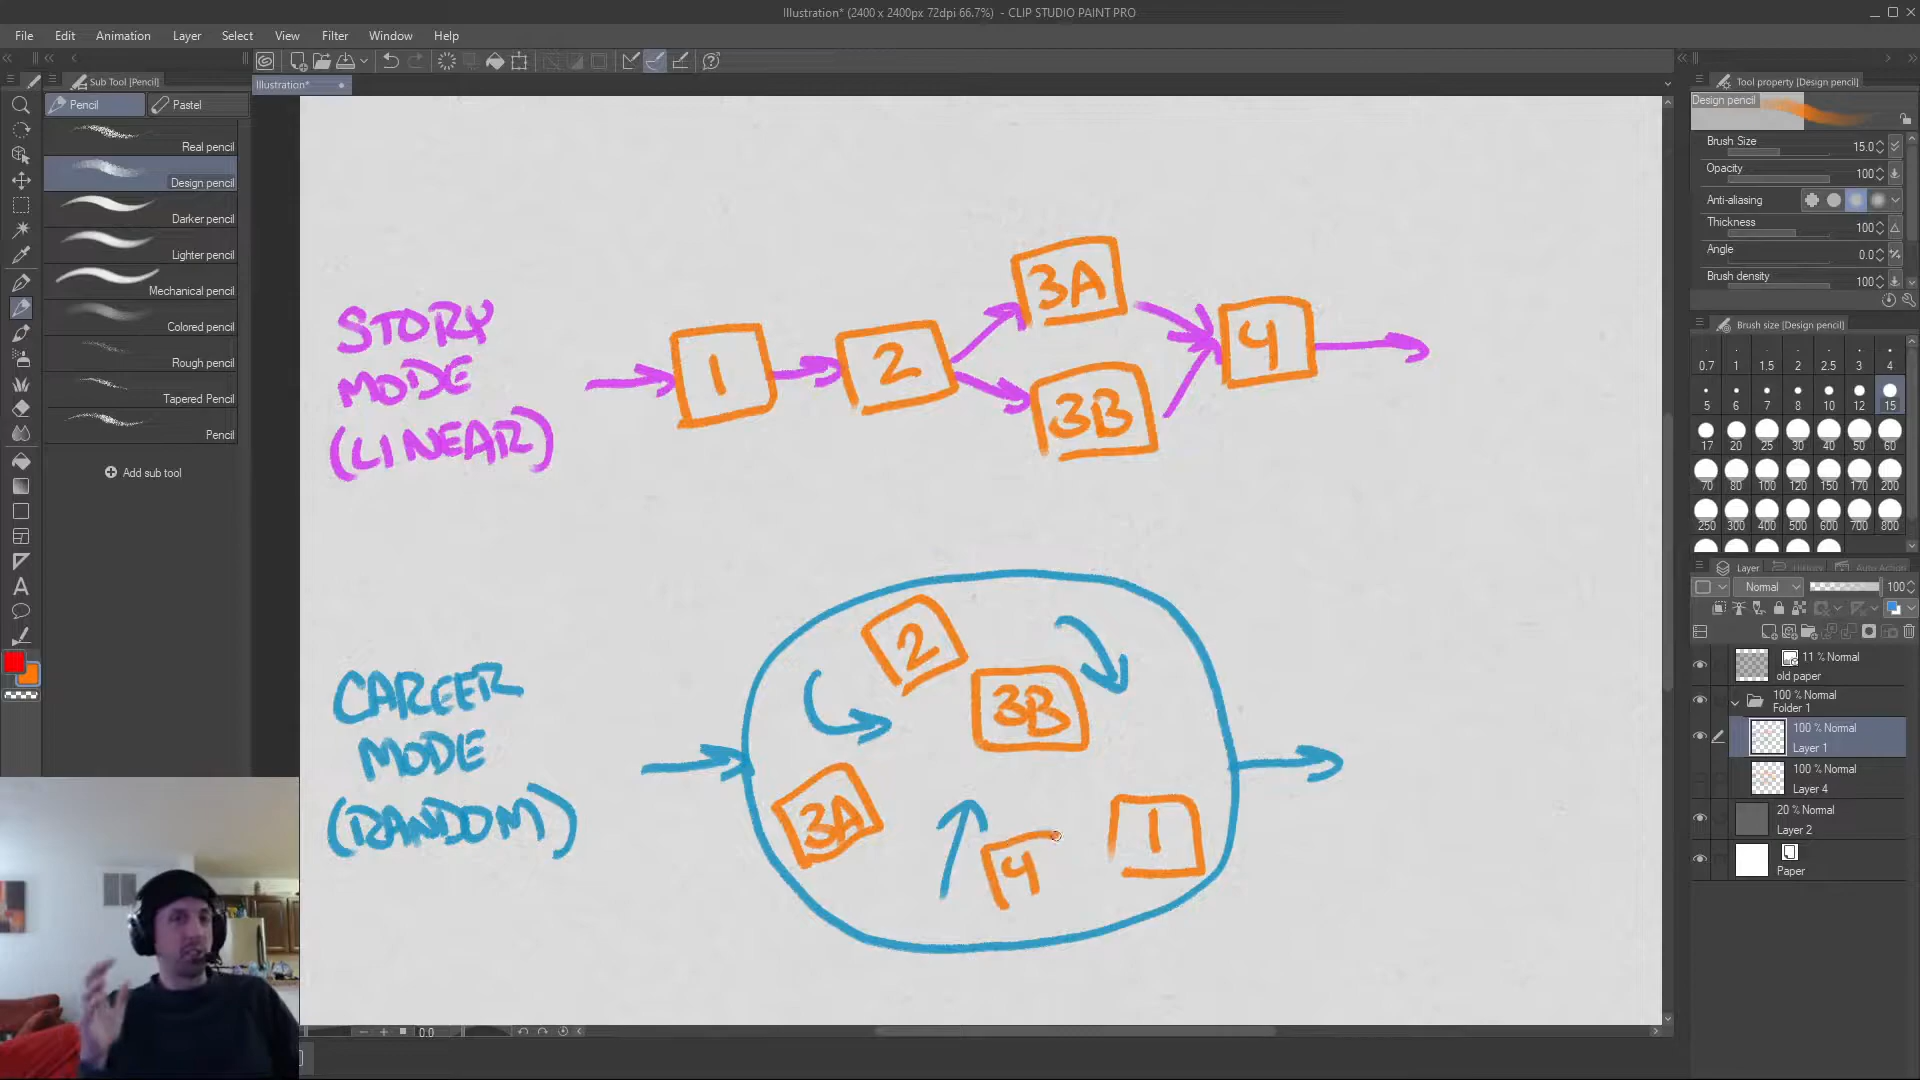 Illustration* (2400 x 2400px 72dpi 66.7%) - CLIP STUDIO PAINT PRO
File Edit Animation Layer Select View Filter Window Help
Sub Tool [Pencil]
Pencil Pastel
Real pencil
Design pencil
Darker pencil
Lighter pencil
Mechanical pencil
Colored pencil
Rough pencil
Tapered Pencil
Pencil
Add sub tool
Illustration*
STORY
MODE
(LINEAR)
1
2
3A
3B
4
CAREER
MODE
(RANDOM)
2
3B
3A
4
1
0.0
Tool property [Design pencil]
Design pencil
Brush Size 15.0
Opacity 100
Anti-aliasing
Thickness 100
Angle 0.0
Brush density 100
Brush size [Design pencil]
0.7 1 1.5 2 2.5 3 4
5 6 7 8 10 12 15
17 20 25 30 40 50 60
70 80 100 120 150 170 200
250 300 400 500 600 700 800
Layer History Auto Action
Normal 100
11 % Normal
old paper
100 % Normal
Folder 1
100 % Normal
Layer 1
100 % Normal
Layer 4
20 % Normal
Layer 2
Paper